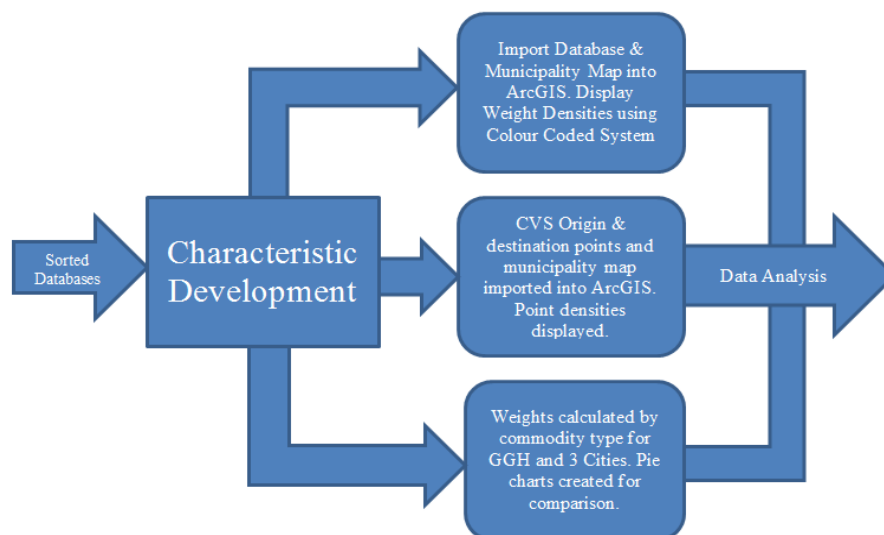 Sorted
Databases
Characteristic
Development
Import Database &
Municipality Map into
ArcGIS. Display
Weight Densities using
Colour Coded System
CVS Origin &
destination points and
municipality map
imported into ArcGIS.
Point densities
displayed.
Weights calculated by
commodity type for
GGH and 3 Cities. Pie
charts created for
comparison.
Data Analysis